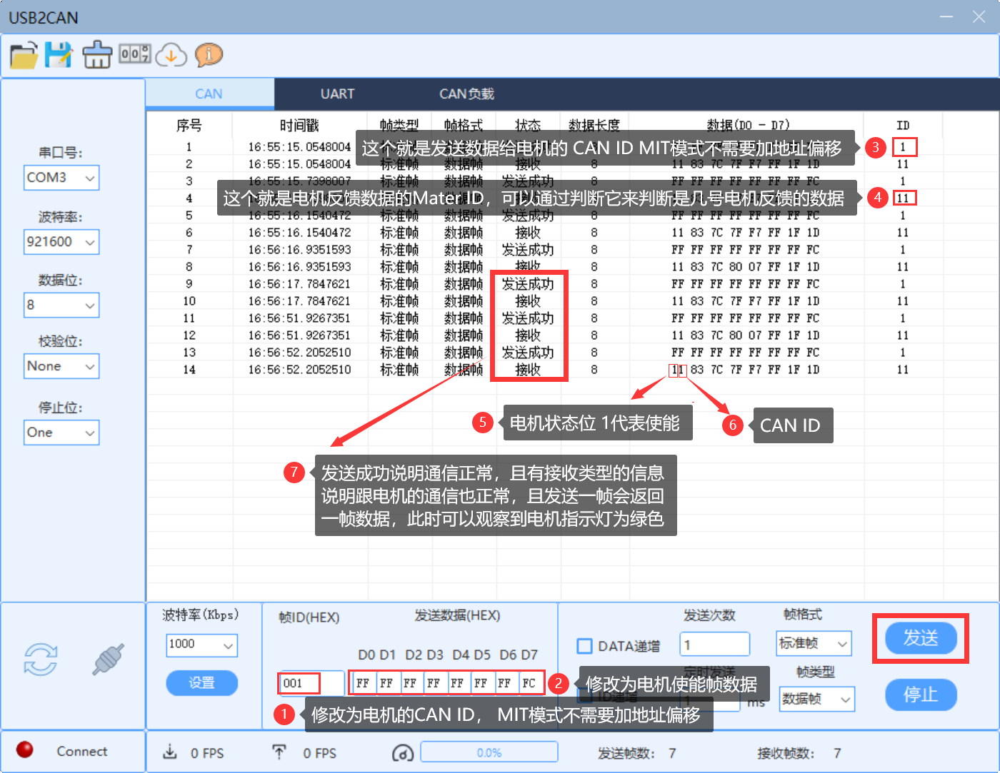 USB2CAN
CAN UART CAN负载
序号 时间戳 帧类型 帧格式 状态 数据长度 数据(D0 - D7) ID
1 16:55:15.0548004 1
这个就是发送数据给电机的 CAN ID MIT模式不需要加地址偏移 3
2 16:55:15.0548004 标准帧 数据帧 接收 8 11 83 7C 7F F7 FF 1F 1D 11
3 16:55:15.7398007 标准帧 数据帧 发送成功 8 FF FF FF FF FF FF FF FC 1
4 11
这个就是电机反馈数据的Mater ID，可以通过判断它来判断是几号电机反馈的数据 4
5 16:55:16.1540472 标准帧 数据帧 发送成功 8 FF FF FF FF FF FF FF FC 1
6 16:55:16.1540472 标准帧 数据帧 接收 8 11 83 7C 7F F7 FF 1F 1D 11
7 16:56:16.9351593 标准帧 数据帧 发送成功 8 FF FF FF FF FF FF FF FC 1
8 16:56:16.9351593 标准帧 数据帧 接收 8 11 83 7C 80 07 FF 1F 1D 11
9 16:56:17.7847621 标准帧 数据帧 发送成功 8 FF FF FF FF FF FF FF FC 1
10 16:56:17.7847621 标准帧 数据帧 接收 8 11 83 7C 7F F7 FF 1F 1D 11
11 16:56:51.9267351 标准帧 数据帧 发送成功 8 FF FF FF FF FF FF FF FC 1
12 16:56:51.9267351 标准帧 数据帧 接收 8 11 83 7C 80 07 FF 1F 1D 11
13 16:56:52.2052510 标准帧 数据帧 发送成功 8 FF FF FF FF FF FF FF FC 1
14 16:56:52.2052510 标准帧 数据帧 接收 8 11 83 7C 7F F7 FF 1F 1D 11
串口号:
COM3
波特率:
921600
数据位:
8
校验位:
None
停止位:
One
5 电机状态位 1代表使能
6 CAN ID
7 发送成功说明通信正常，且有接收类型的信息
说明跟电机的通信也正常，且发送一帧会返回
一帧数据，此时可以观察到电机指示灯为绿色
波特率(Kbps)
1000
设置
帧ID(HEX) 发送数据(HEX)
D0 D1 D2 D3 D4 D5 D6 D7
001 FF FF FF FF FF FF FF FC
2 修改为电机使能帧数据
1 修改为电机的CAN ID， MIT模式不需要加地址偏移
DATA递增
ID递增
发送次数
1
定时发送
1 ms
帧格式
标准帧
帧类型
数据帧
发送
停止
Connect 0 FPS 0 FPS 0.0% 发送帧数: 7 接收帧数: 7